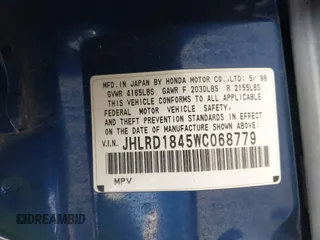 MFD. IN JAPAN BY HONDA MOTOR CO.,LTD: 5/'98
GVWR 4165LBS GAWR F 2030LBS R 2155LBS
THIS VEHICLE CONFORMS TO ALL APPLICABLE
FEDERAL MOTOR VEHICLE SAFETY.
AND THEFT PREVENTION STANDARDS IN EFFECT
ON THE DATE OF MANUFACTURE SHOWN ABOVE.
V.I.N. JHLRD1845WC068779
MPV
DREAMBID